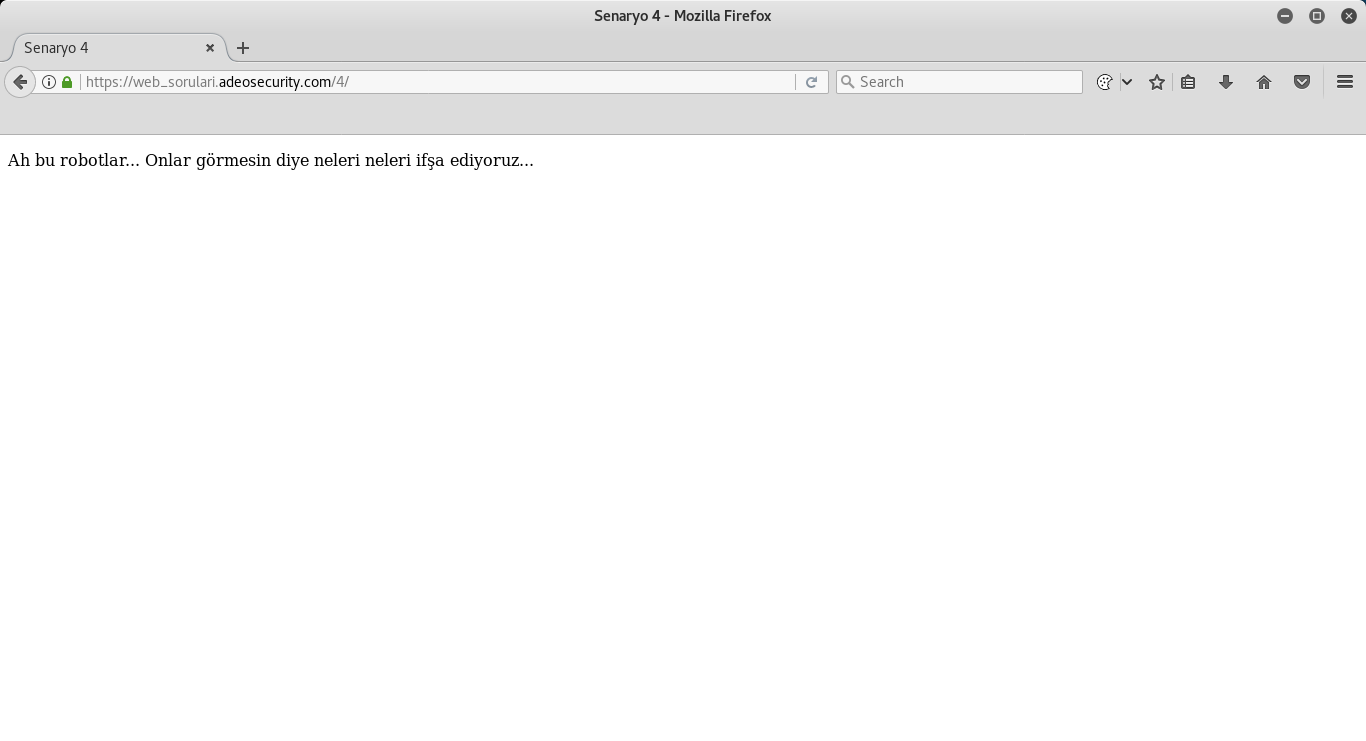 Senaryo 4 - Mozilla Firefox
Senaryo 4
https://web_sorulari.adeosecurity.com/4/
Search
Ah bu robotlar... Onlar görmesin diye neleri neleri ifşa ediyoruz...